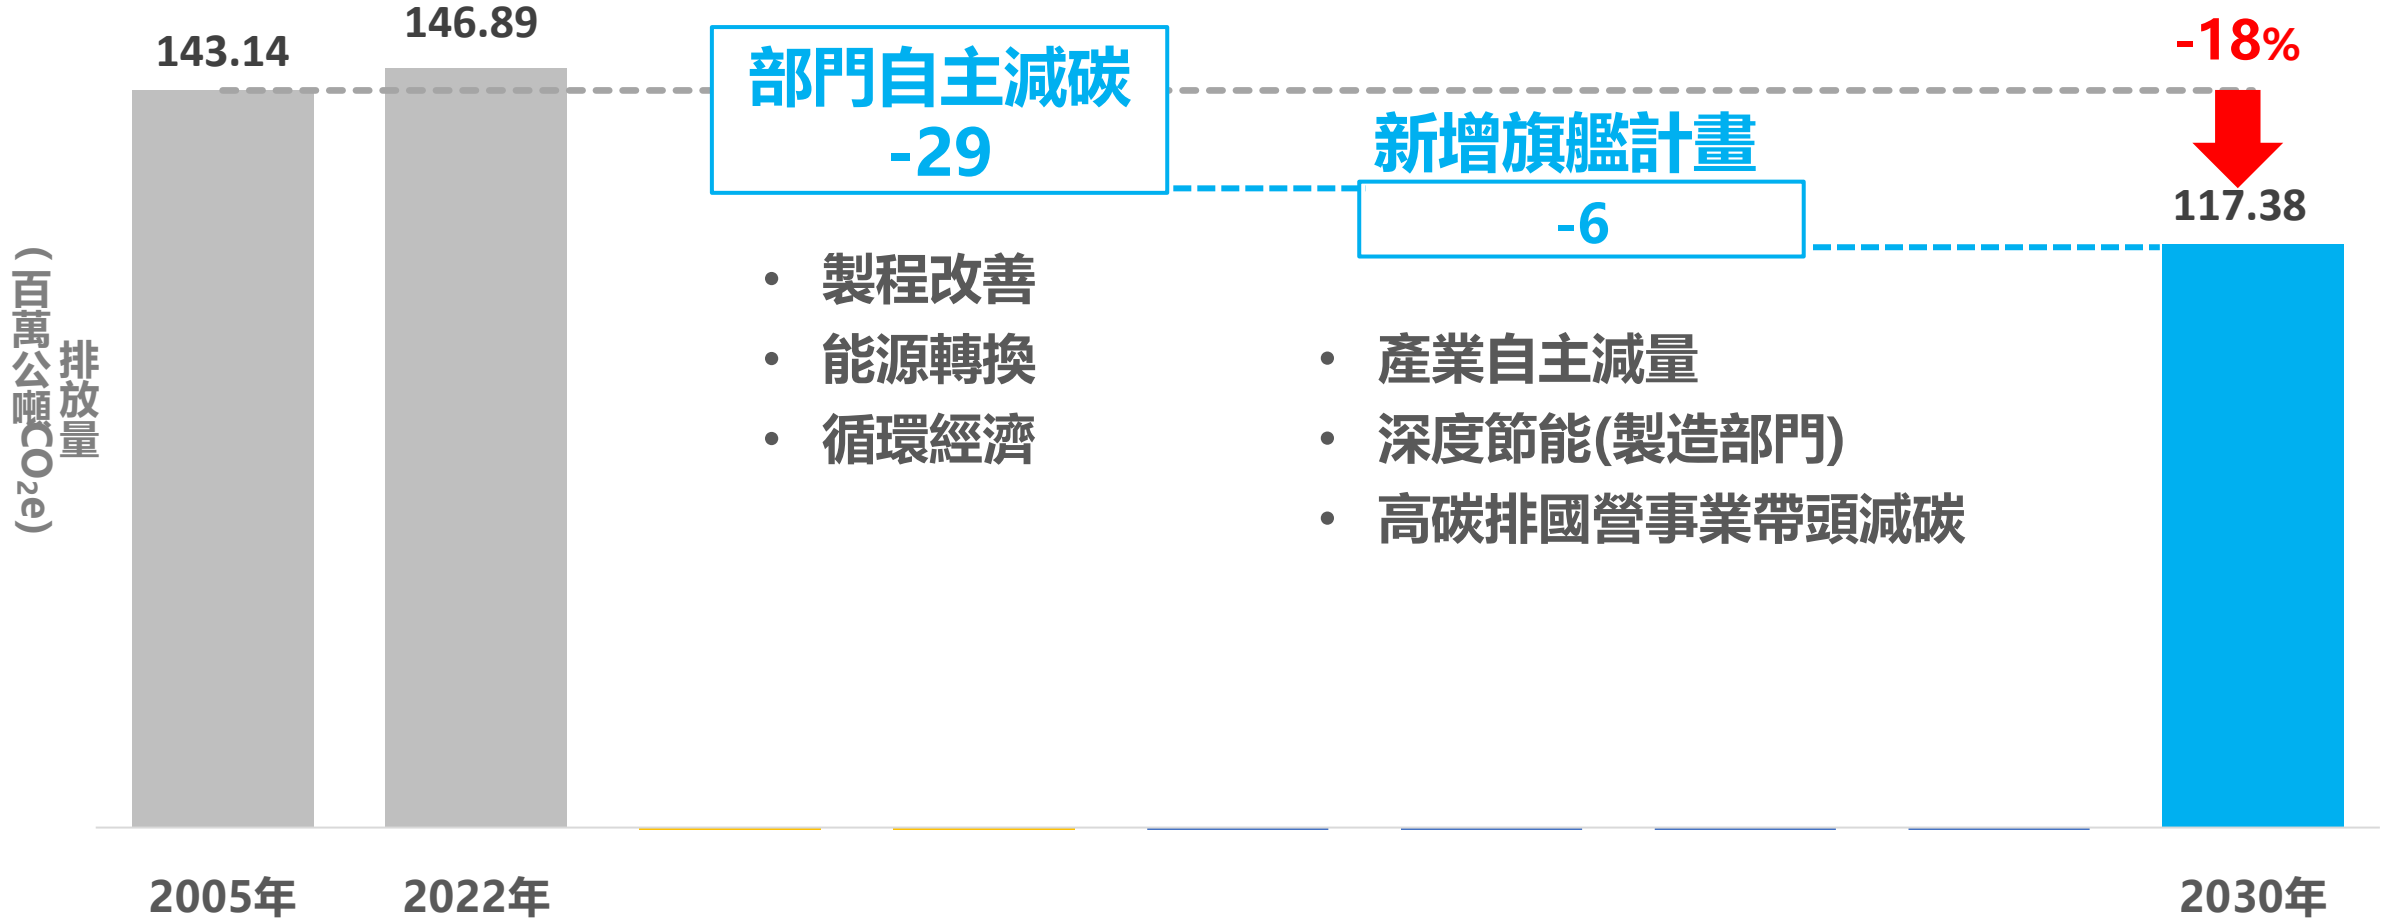 143.14
146.89
部門自主減碳
-29
新增旗艦計畫
-6
-18%
117.38
排放量
(百萬公噸CO₂e)
• 製程改善
• 能源轉換
• 循環經濟
• 產業自主減量
• 深度節能(製造部門)
• 高碳排國營事業帶頭減碳
2005年
2022年
2030年